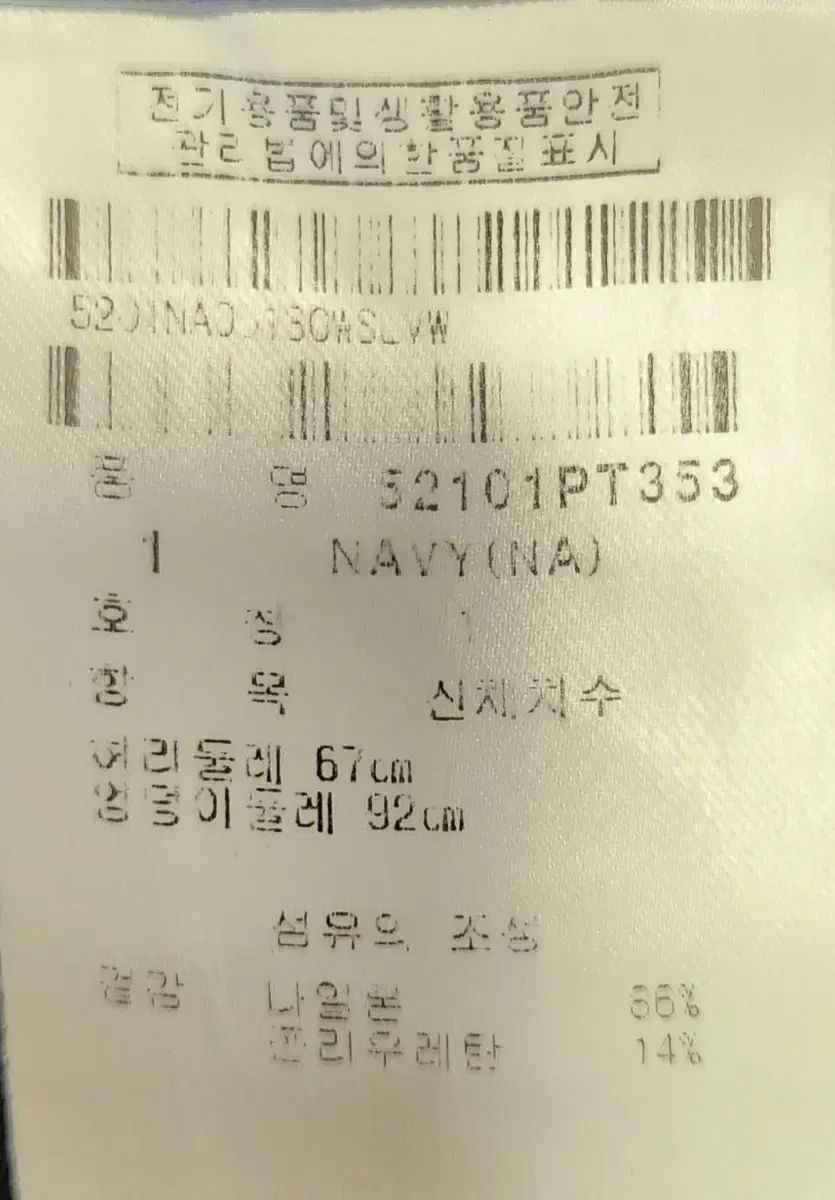 전기용품및생활용품안전
관리법에의한품질표시
품 명 52101PT353
1 NAVY(NA)
호 칭 1
항 목 신체치수
허리둘레 67cm
엉덩이둘레 92cm
섬유의 조성
겉감 나일론 86%
폴리우레탄 14%